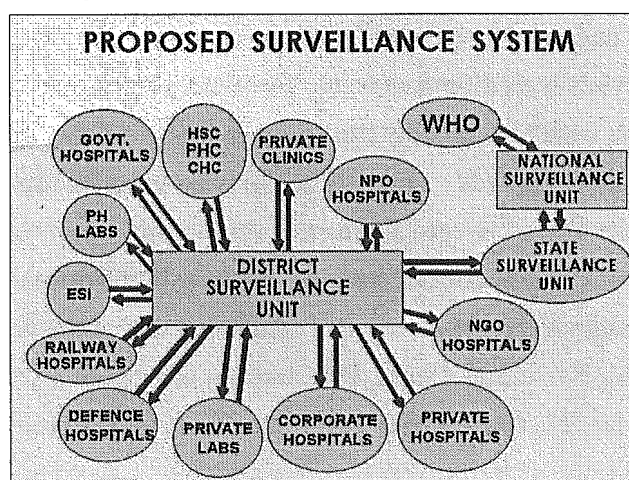 PROPOSED SURVEILLANCE SYSTEM
GOVT.
HOSPITALS
HSC
PHC
CHC
PRIVATE
CLINICS
WHO
NPO
HOSPITALS
NATIONAL
SURVEILLANCE
UNIT
PH
LABS
DISTRICT
SURVEILLANCE
UNIT
STATE
SURVEILLANCE
UNIT
ESI
RAILWAY
HOSPITALS
NGO
HOSPITALS
DEFENCE
HOSPITALS
PRIVATE
LABS
CORPORATE
HOSPITALS
PRIVATE
HOSPITALS